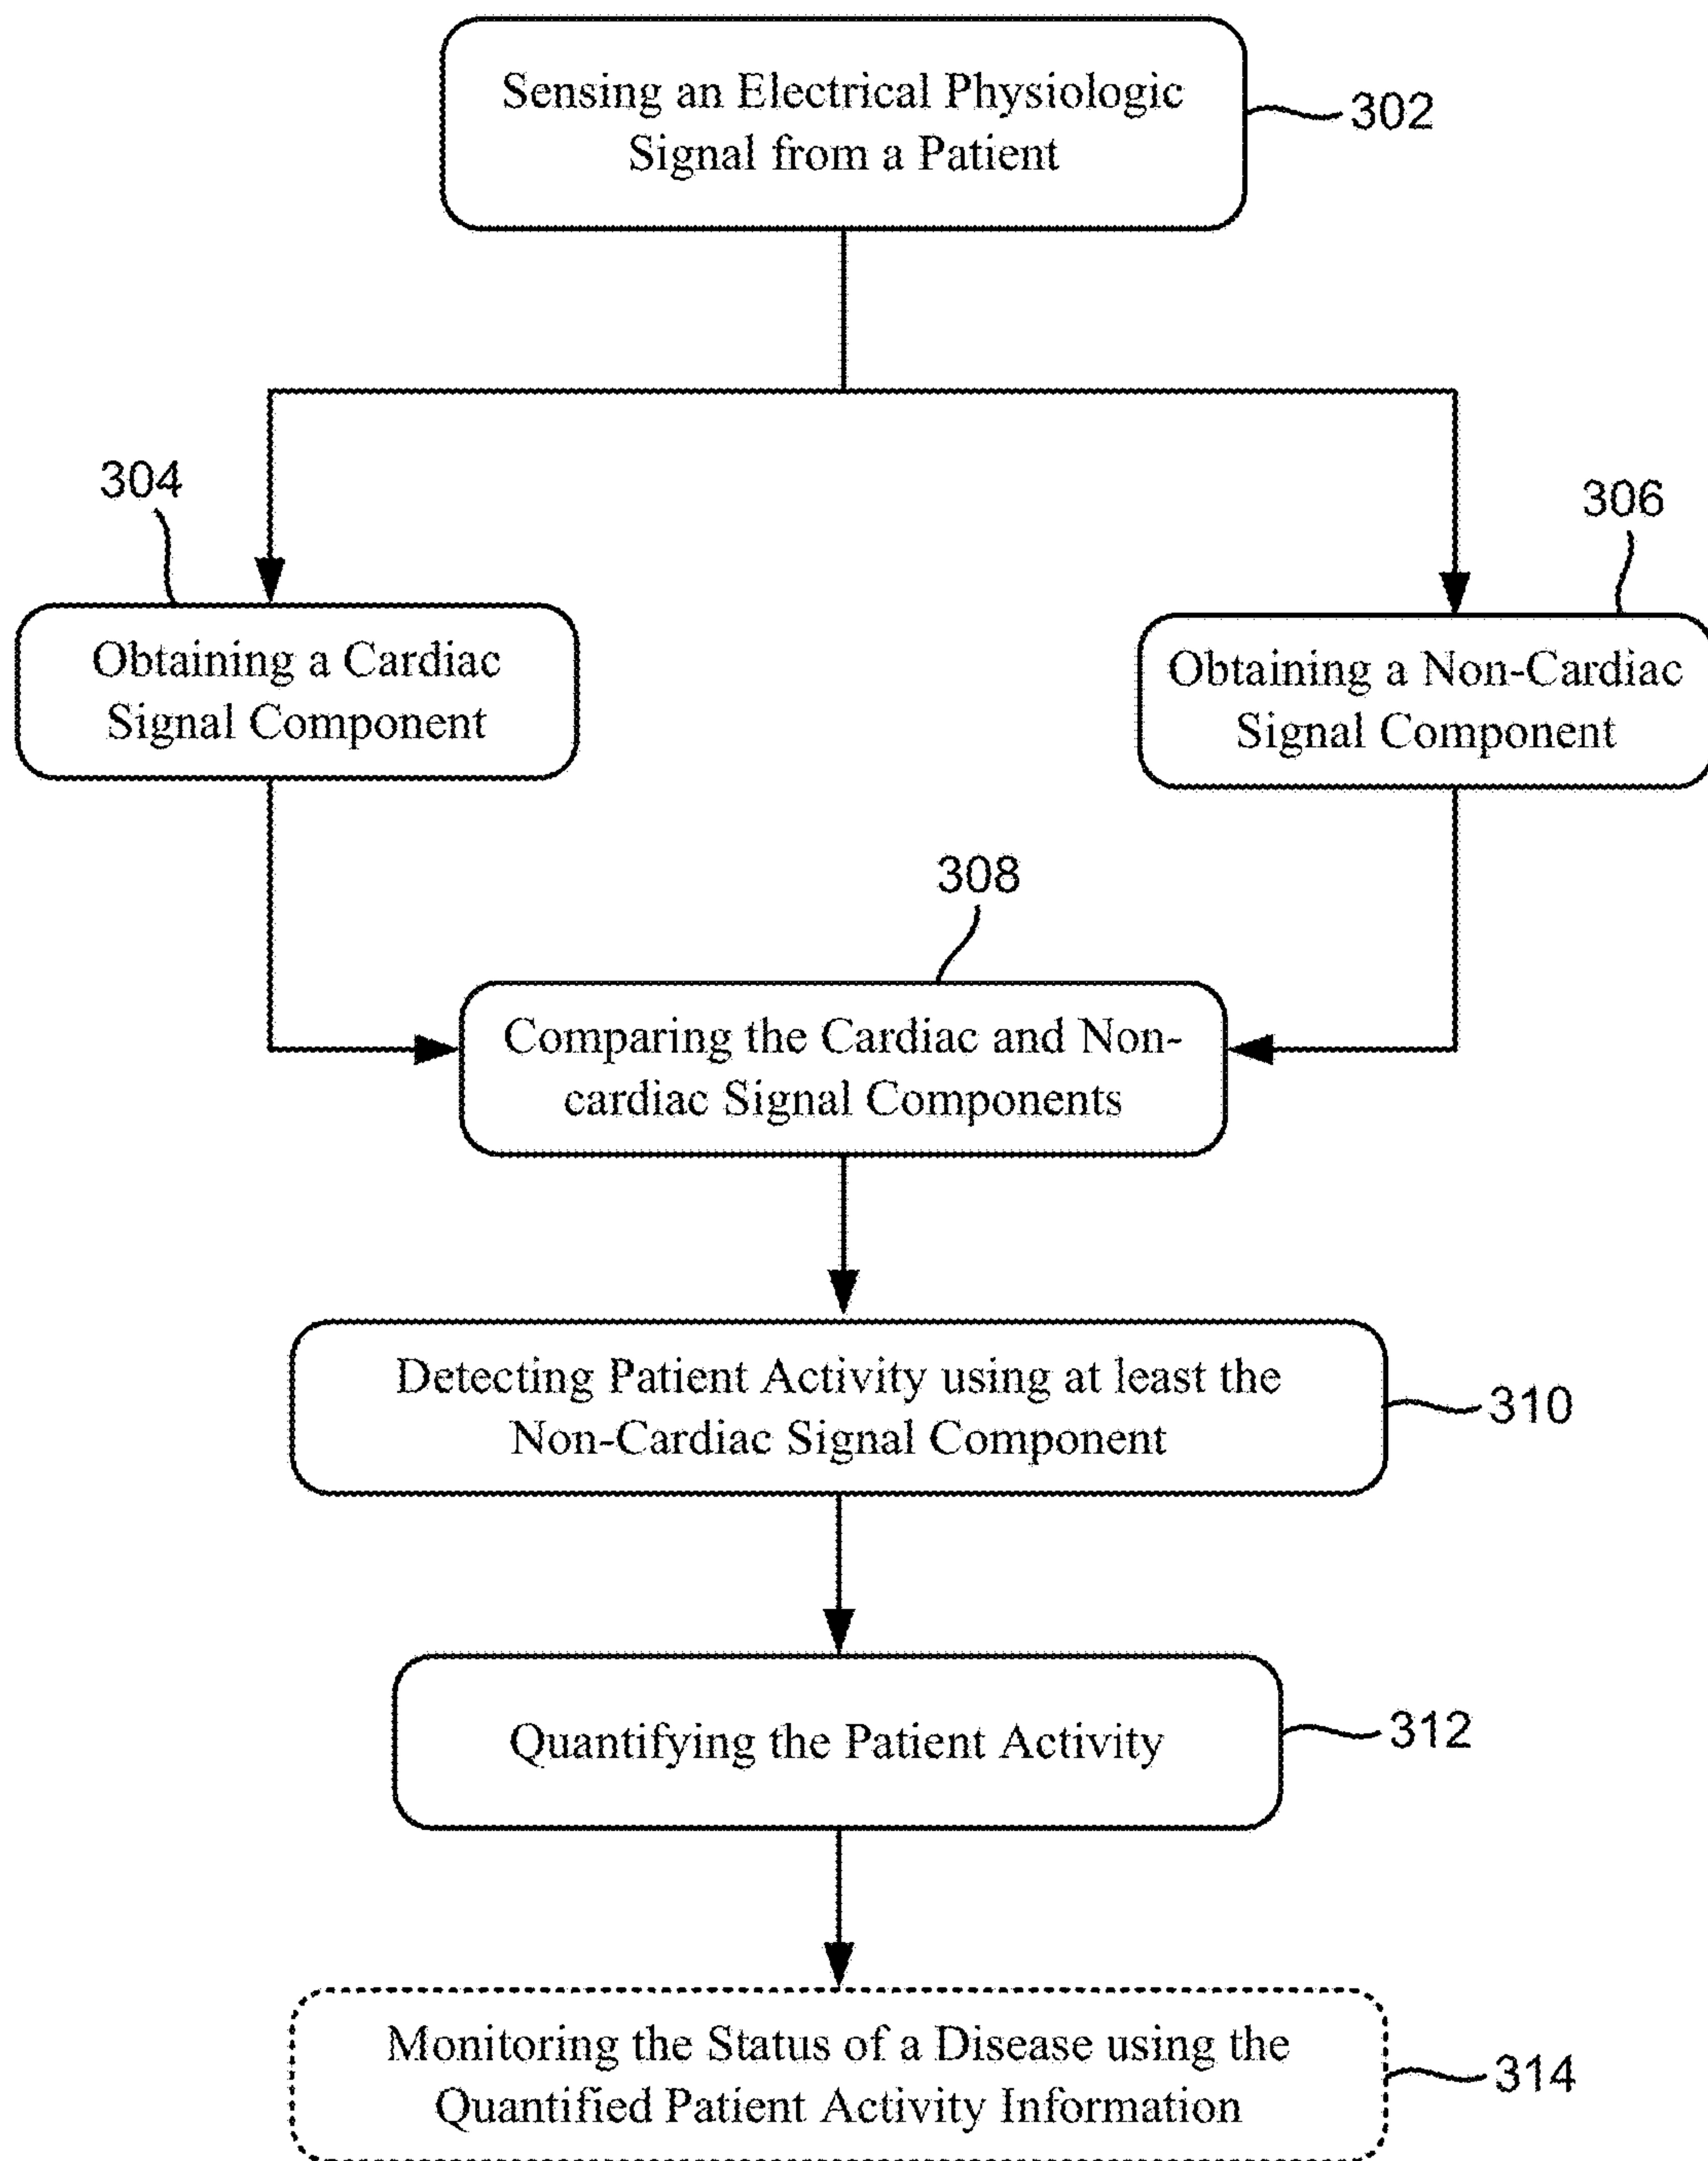 Sensing an Electrical Physiologic
Signal from a Patient
302
304
306
Obtaining a Cardiac
Signal Component
Obtaining a Non-Cardiac
Signal Component
308
Comparing the Cardiac and Non-
cardiac Signal Components
Detecting Patient Activity using at least the
Non-Cardiac Signal Component
310
Quantifying the Patient Activity
312
Monitoring the Status of a Disease using the
Quantified Patient Activity Information
314